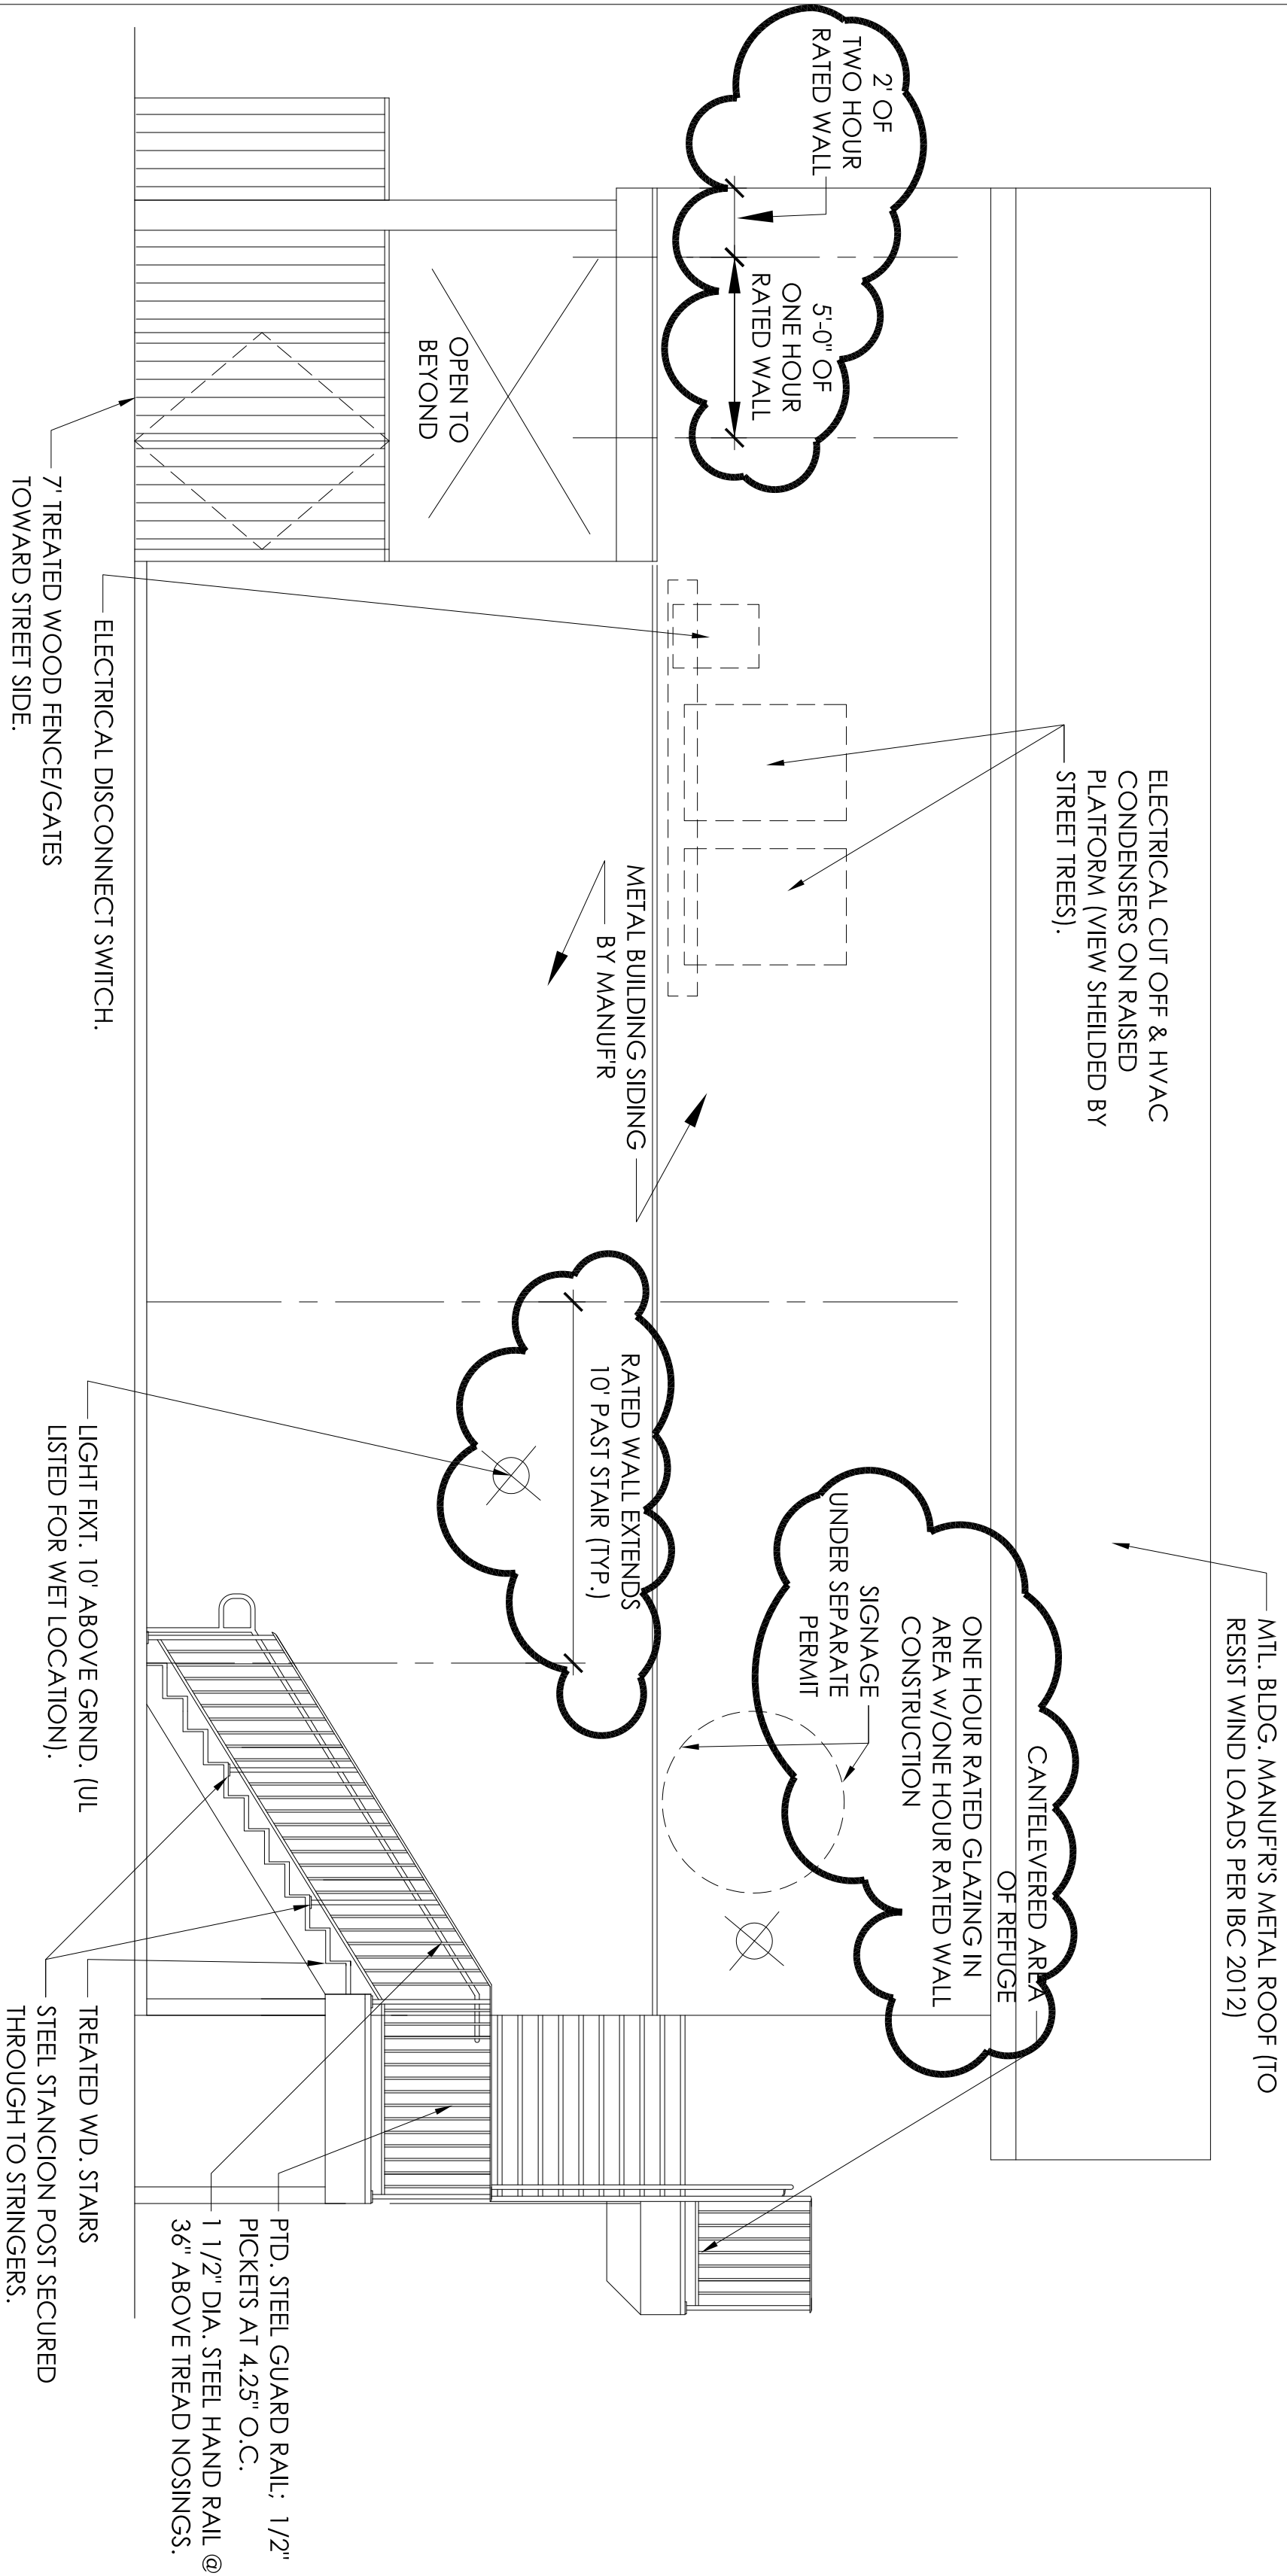 MTL. BLDG. MANUF'R'S METAL ROOF (TO
RESIST WIND LOADS PER IBC 2012)
ELECTRICAL CUT OFF & HVAC
CONDENSERS ON RAISED
PLATFORM (VIEW SHEILDED BY
STREET TREES).
2' OF
TWO HOUR
RATED WALL
5'-0" OF
ONE HOUR
RATED WALL
CANTELEVERED AREA
OF REFUGE
ONE HOUR RATED GLAZING IN
AREA W/ONE HOUR RATED WALL
CONSTRUCTION
SIGNAGE
UNDER SEPARATE
PERMIT
METAL BUILDING SIDING
BY MANUF'R
RATED WALL EXTENDS
10' PAST STAIR (TYP.)
OPEN TO
BEYOND
ELECTRICAL DISCONNECT SWITCH.
7' TREATED WOOD FENCE/GATES
TOWARD STREET SIDE.
LIGHT FIXT. 10' ABOVE GRND. (UL
LISTED FOR WET LOCATION).
TREATED WD. STAIRS
STEEL STANCION POST SECURED
THROUGH TO STRINGERS.
PTD. STEEL GUARD RAIL; 1/2"
PICKETS AT 4.25" O.C.
1 1/2" DIA. STEEL HAND RAIL @
36" ABOVE TREAD NOSINGS.